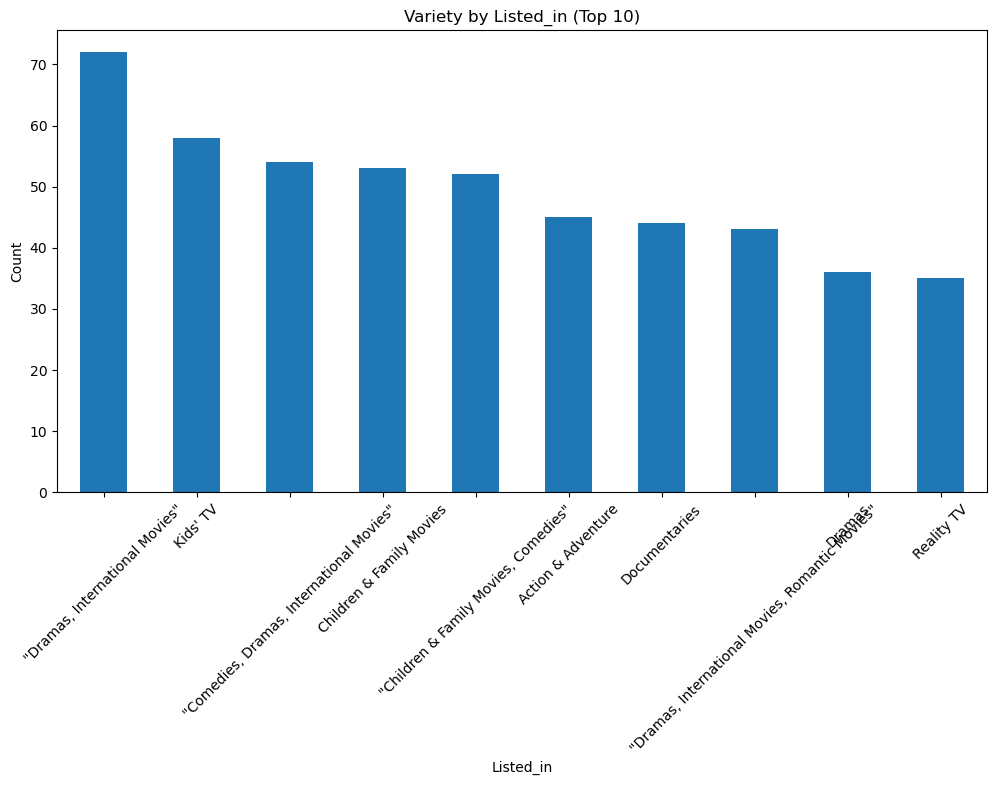 Variety by Listed_in (Top 10)
70
60
50
40
30
20
10
0
Count
"Dramas, International Movies"
Kids' TV
"Comedies, Dramas, International Movies"
Children & Family Movies
"Children & Family Movies, Comedies"
Action & Adventure
Documentaries
"Dramas, International Movies, Romantic Movies"
Dramas
Reality TV
Listed_in